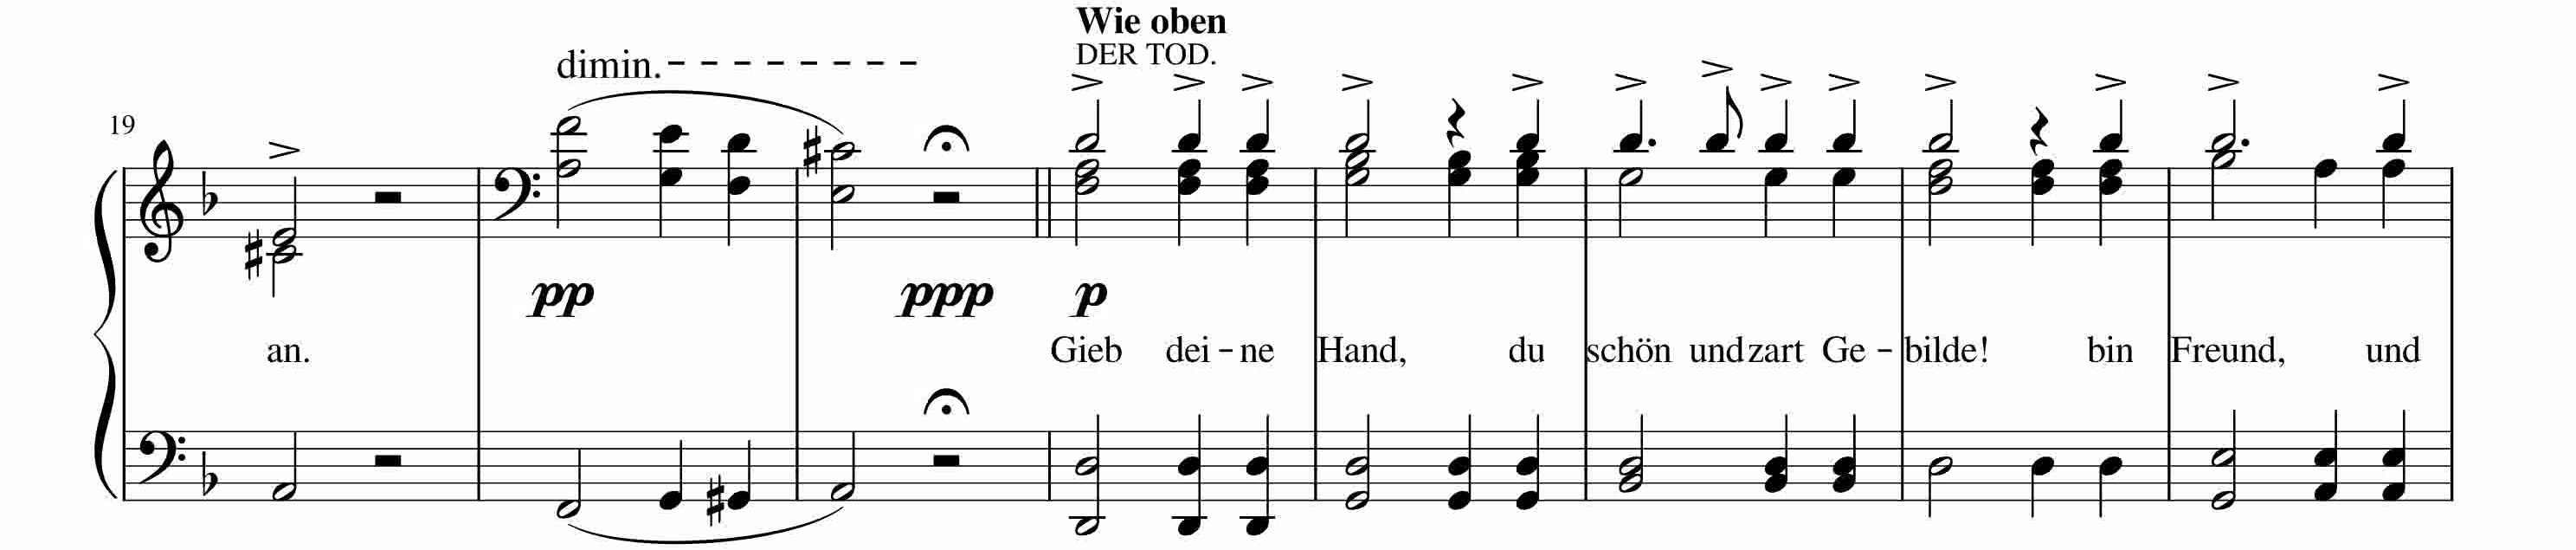 Wie oben
DER TOD.
dimin.
19
pp ppp p
an. Gieb dei - ne Hand, du schön und zart Ge - bilde! bin Freund, und